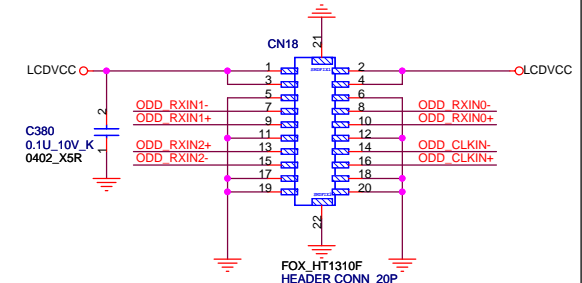 21
CN18
LCDVCC
1
2
LCDVCC
3
4
5
6
ODD_RXIN1-
7
8
ODD_RXIN0-
ODD_RXIN1+
9
10
ODD_RXIN0+
11
12
ODD_RXIN2+
13
14
ODD_CLKIN-
ODD_RXIN2-
15
16
ODD_CLKIN+
17
18
19
20
2
C380
0.1U_10V_K
0402_X5R
1
22
FOX_HT1310F
HEADER CONN 20P